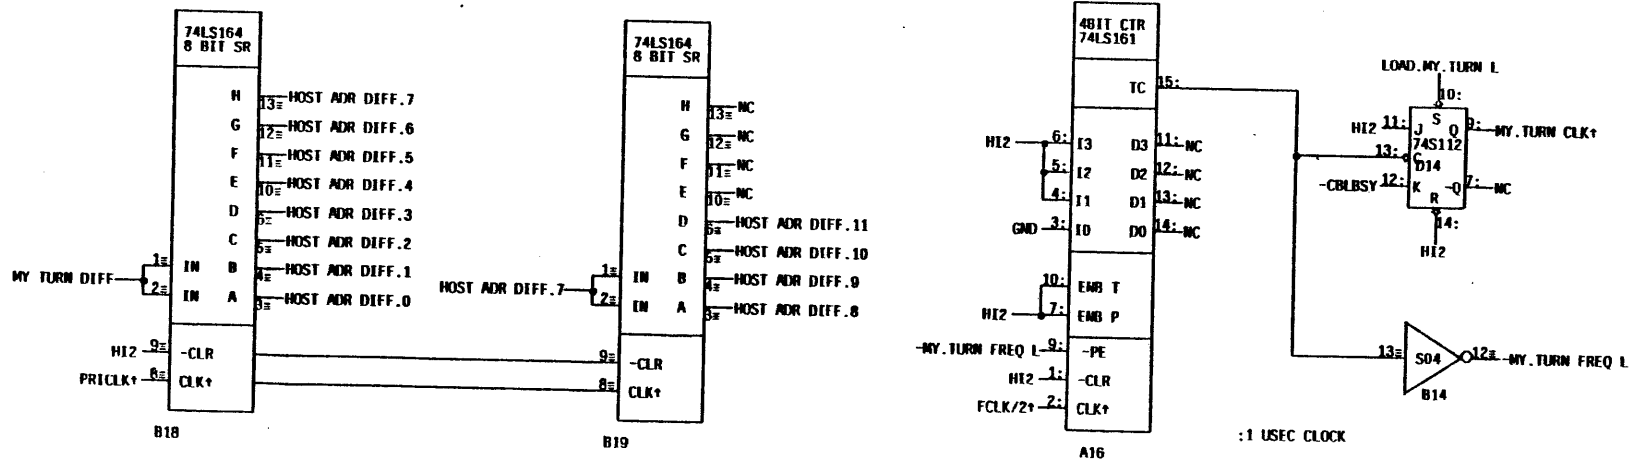 74LS164
8 BIT SR
H 13 HOST ADR DIFF.7
G 12 HOST ADR DIFF.6
F 11 HOST ADR DIFF.5
E 10 HOST ADR DIFF.4
D 6 HOST ADR DIFF.3
C 5 HOST ADR DIFF.2
MY TURN DIFF 1 IN B 4 HOST ADR DIFF.1
2 IN A 3 HOST ADR DIFF.0
HI2 9 -CLR
PRICLK↑ 8 CLK↑
B18
74LS164
8 BIT SR
H 13 NC
G 12 NC
F 11 NC
E 10 NC
D 6 HOST ADR DIFF.11
C 5 HOST ADR DIFF.10
HOST ADR DIFF.7 1 IN B 4 HOST ADR DIFF.9
2 IN A 3 HOST ADR DIFF.8
9 -CLR
8 CLK↑
B19
4BIT CTR
74LS161
TC 15:
HI2 6: I3 D3 11: NC
5: I2 D2 12: NC
4: I1 D1 13: NC
GND 3: I0 D0 14: NC
10: ENB T
HI2 7: ENB P
-MY.TURN FREQ L 9: -PE
HI2 1: -CLR
FCLK/2↑ 2: CLK↑
A16
LOAD.MY.TURN L
10:
S
HI2 11: J Q 9: MY.TURN CLK↑
74S112
13: C D14
-CBLBSY 12: K -Q 7: NC
R
14:
HI2
13 S04 12 -MY.TURN FREQ L
B14
:1 USEC CLOCK